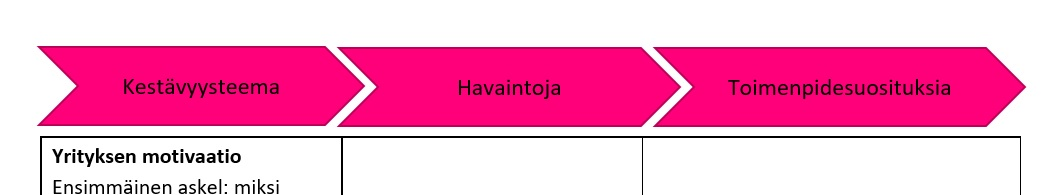 Kestävyysteema
Havaintoja
Toimenpidesuosituksia
Yrityksen motivaatio
Ensimmäinen askel: miksi